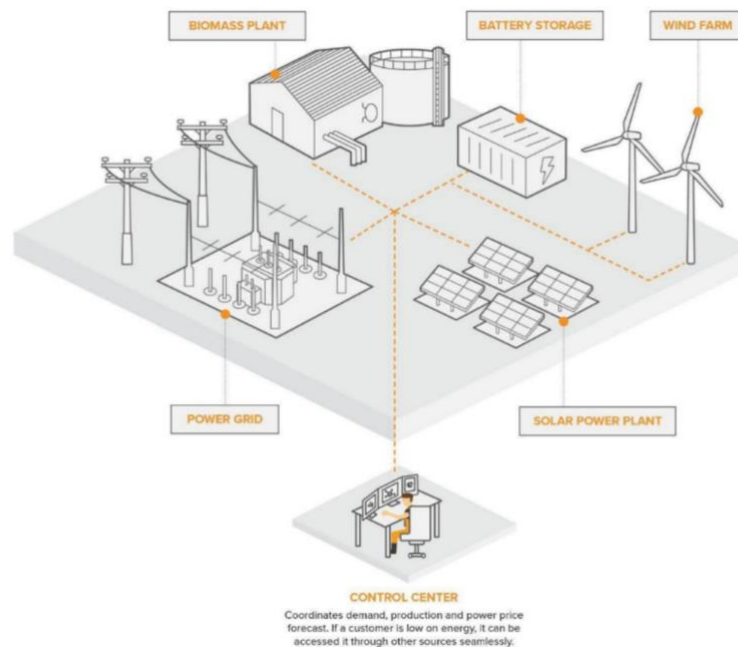 BIOMASS PLANT
BATTERY STORAGE
WIND FARM
POWER GRID
SOLAR POWER PLANT
CONTROL CENTER
Coordinates demand, production and power price
forecast. If a customer is low on energy, it can be
accessed it through other sources seamlessly.